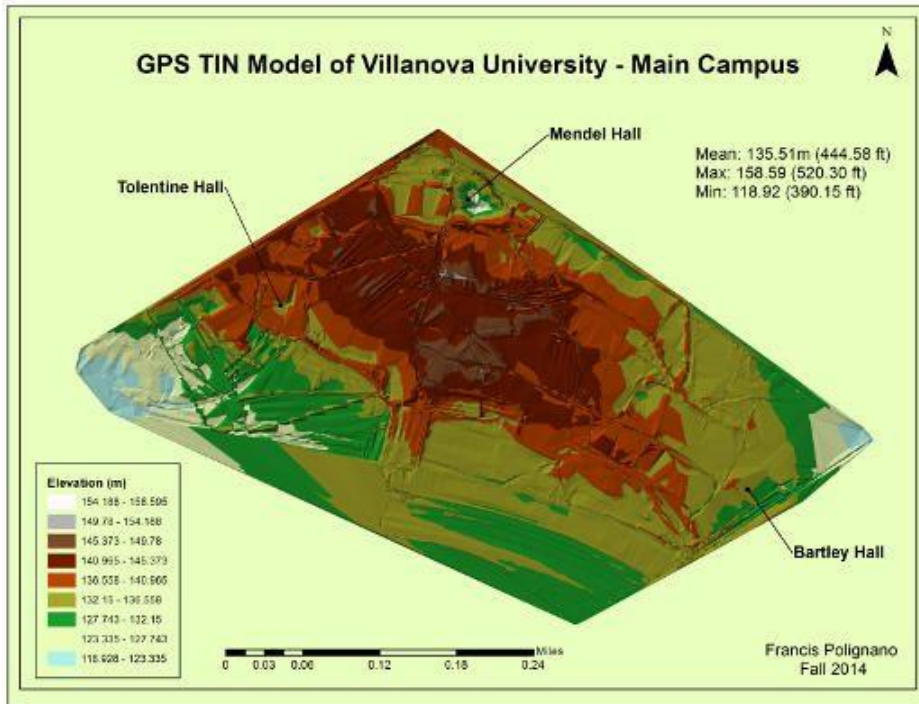 N
GPS TIN Model of Villanova University - Main Campus
Mendel Hall
Mean: 135.51m (444.58 ft)
Max: 158.59 (520.30 ft)
Min: 118.92 (390.15 ft)
Tolentine Hall
Elevation (m)
154.188 - 158.595
149.78 - 154.188
145.373 - 149.78
140.965 - 145.373
136.558 - 140.965
132.15 - 136.558
127.743 - 132.15
123.335 - 127.743
118.928 - 123.335
Bartley Hall
Miles
0 0.03 0.06 0.12 0.18 0.24
Francis Polignano
Fall 2014